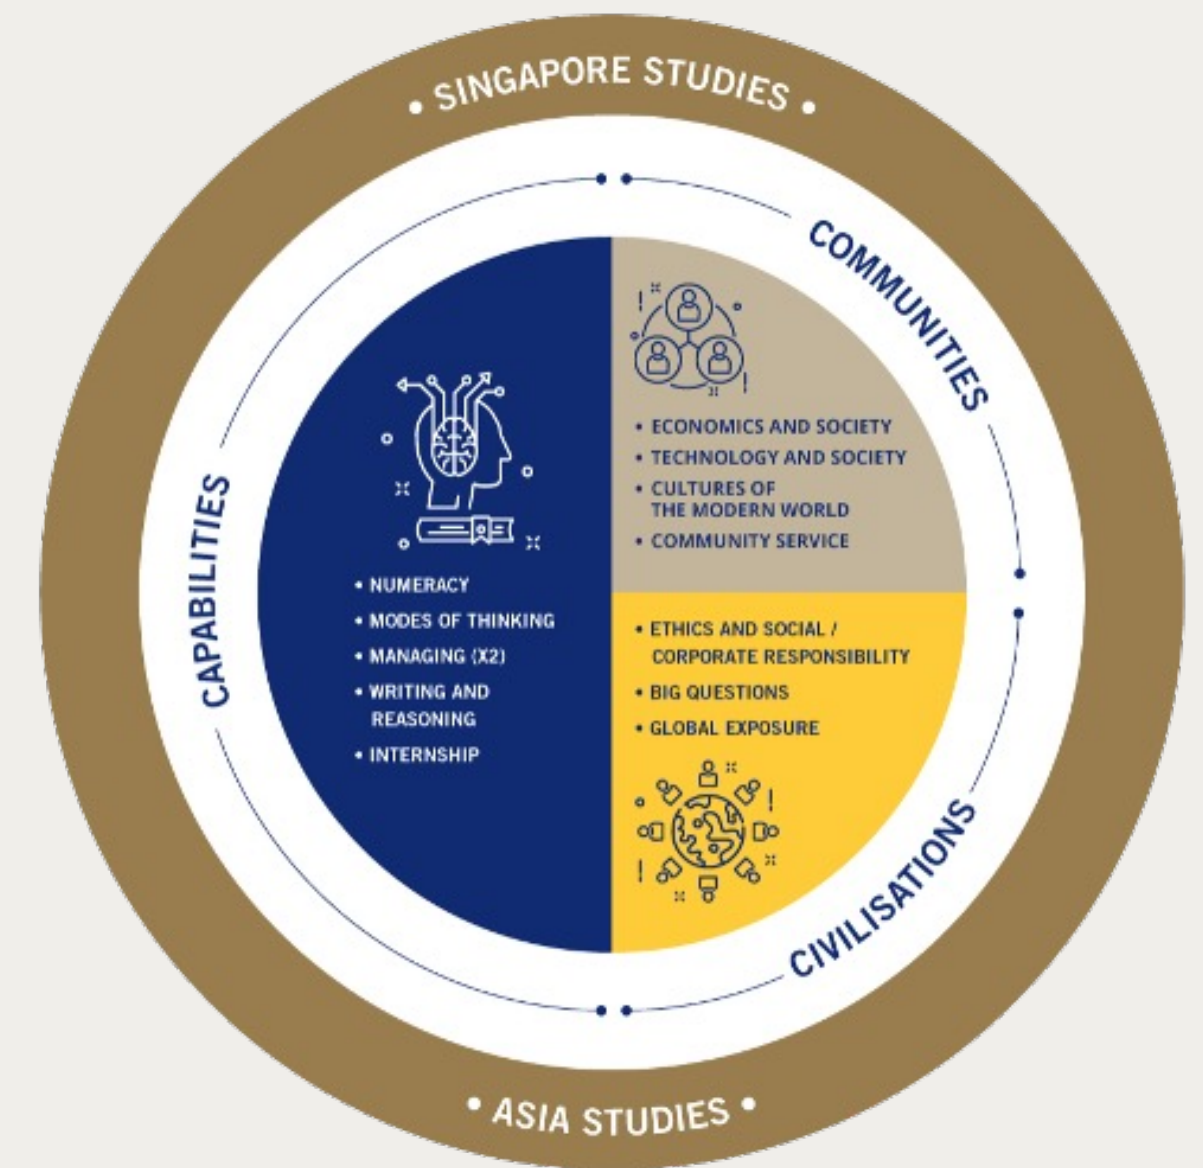 • SINGAPORE STUDIES •
COMMUNITIES
• ECONOMICS AND SOCIETY
• TECHNOLOGY AND SOCIETY
• CULTURES OF
THE MODERN WORLD
• COMMUNITY SERVICE
CAPABILITIES
• NUMERACY
• MODES OF THINKING
• MANAGING (X2)
• WRITING AND
REASONING
• INTERNSHIP
• ETHICS AND SOCIAL /
CORPORATE RESPONSIBILITY
• BIG QUESTIONS
• GLOBAL EXPOSURE
CIVILISATIONS
• ASIA STUDIES •